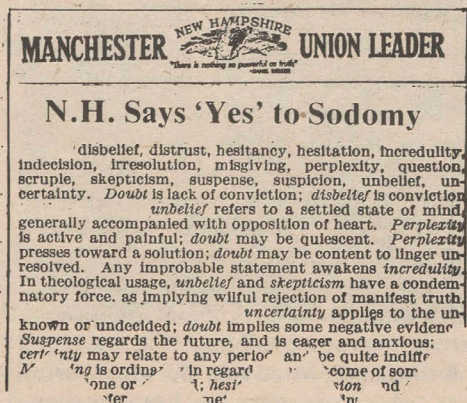 NEW HAMPSHIRE
MANCHESTER UNION LEADER
"There is nothing so powerful as truth"
N.H. Says 'Yes' to Sodomy
disbelief, distrust, hesitancy, hesitation, incredulity,
indecision, irresolution, misgiving, perplexity, question,
scruple, skepticism, suspense, suspicion, unbelief, un-
certainty. Doubt is lack of conviction; disbelief is conviction
unbelief refers to a settled state of mind,
generally accompanied with opposition of heart. Perplexity
is active and painful; doubt may be quiescent. Perplexity
presses toward a solution; doubt may be content to linger un-
resolved. Any improbable statement awakens incredulity.
In theological usage, unbelief and skepticism have a condem-
natory force, as implying wilful rejection of manifest truth.
uncertainty applies to the un-
known or undecided; doubt implies some negative
Suspense regards the future, and is eager and anxious;
may relate to any be quite
in regard